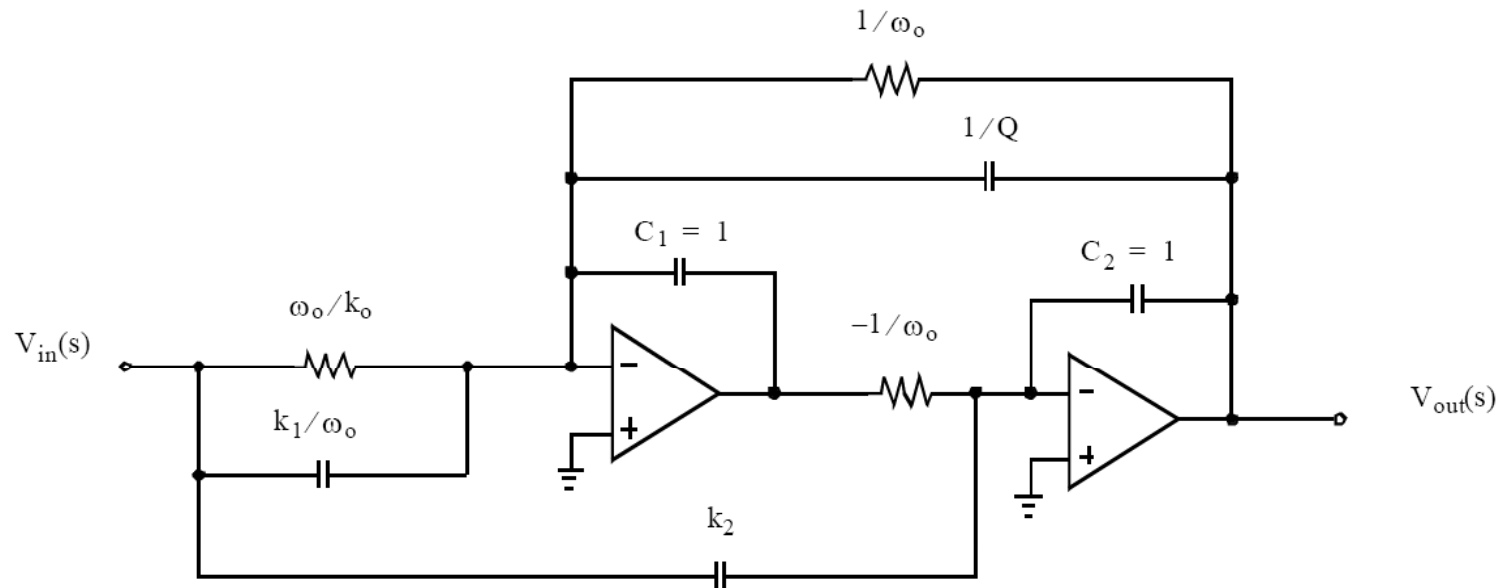 1/ωₒ
1/Q
C₁ = 1
C₂ = 1
ωₒ/kₒ
−1/ωₒ
Vᵢₙ(s)
Vₒᵤₜ(s)
k₁/ωₒ
k₂